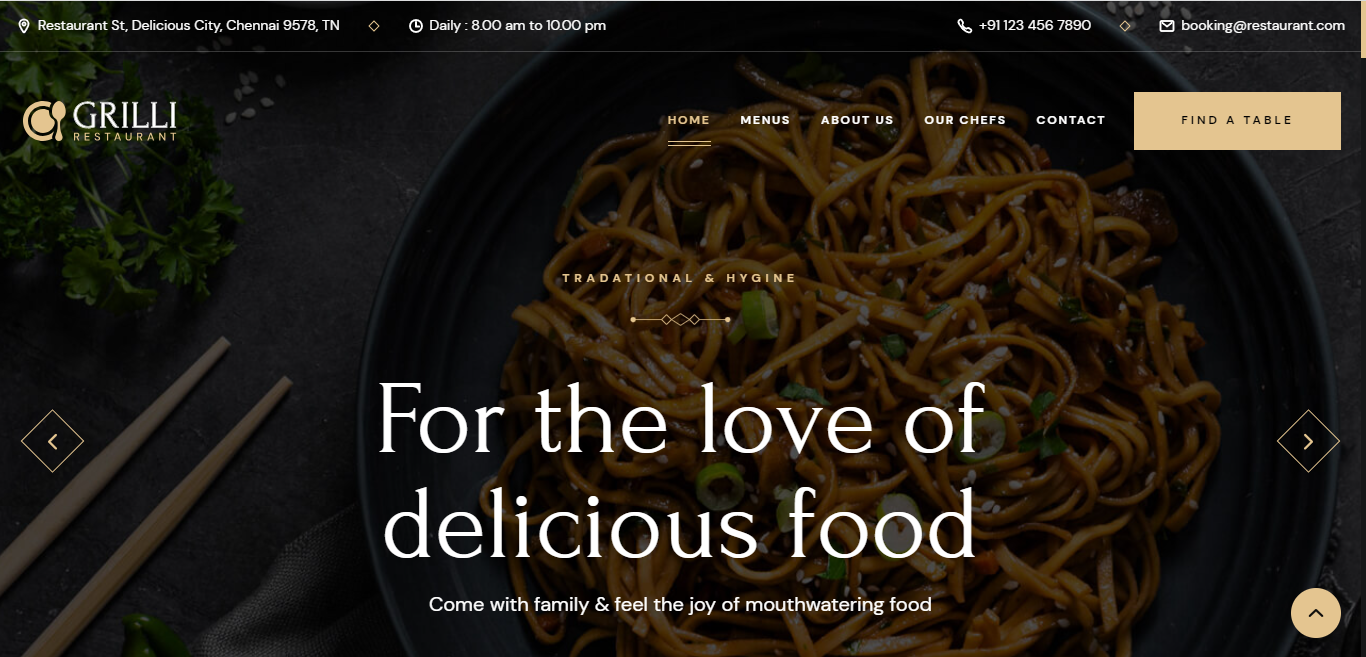 Restaurant St, Delicious City, Chennai 9578, TN
Daily : 8.00 am to 10.00 pm
+91 123 456 7890
booking@restaurant.com
GRILLI
RESTAURANT
HOME
MENUS
ABOUT US
OUR CHEFS
CONTACT
FIND A TABLE
TRADATIONAL & HYGINE
For the love of
delicious food
Come with family & feel the joy of mouthwatering food